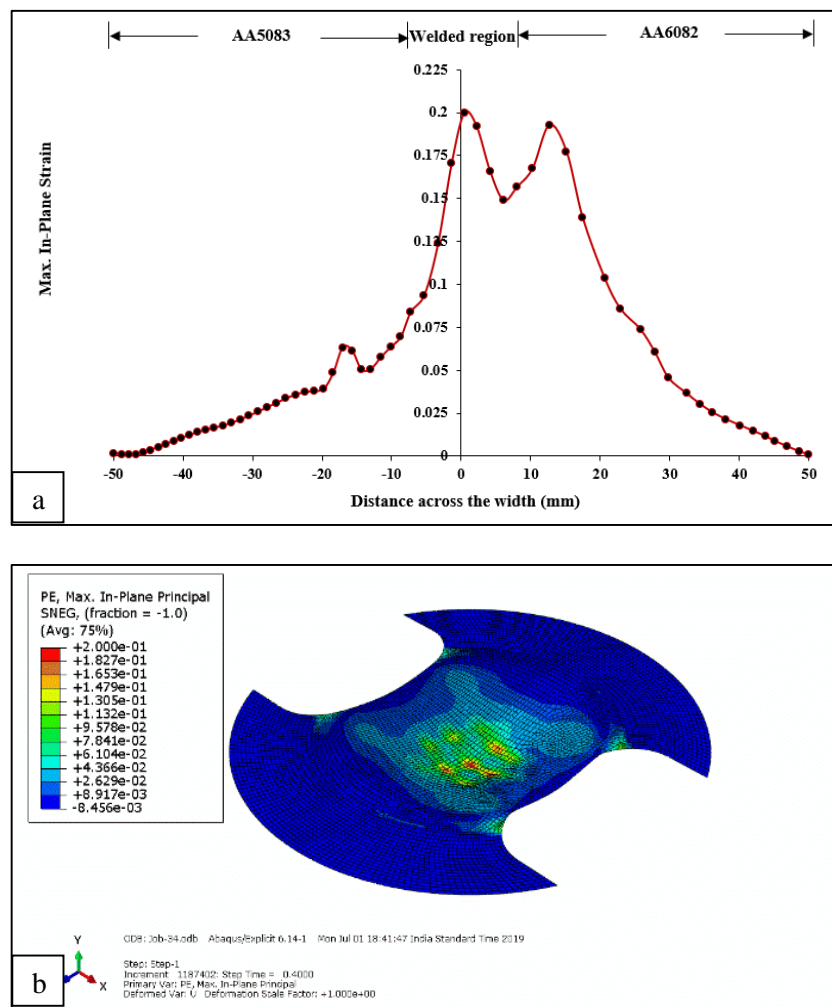 AA5083 Welded region AA6082
0.225
0.2
0.175
0.15
0.125
0.1
0.075
0.05
0.025
0
Max. In-Plane Strain
-50 -40 -30 -20 -10 0 10 20 30 40 50
Distance across the width (mm)
a
PE, Max. In-Plane Principal
SNEG, (fraction = -1.0)
(Avg: 75%)
+2.000e-01
+1.827e-01
+1.653e-01
+1.479e-01
+1.305e-01
+1.132e-01
+9.578e-02
+7.841e-02
+6.104e-02
+4.366e-02
+2.629e-02
+8.917e-03
-8.456e-03
ODB: Job-34.odb Abaqus/Explicit 6.14-1 Mon Jul 01 18:41:47 India Standard Time 2019
Y
X
Step: Step-1
Increment 1187402: Step Time = 0.4000
Primary Var: PE, Max. In-Plane Principal
Deformed Var: U Deformation Scale Factor: +1.000e+00
b